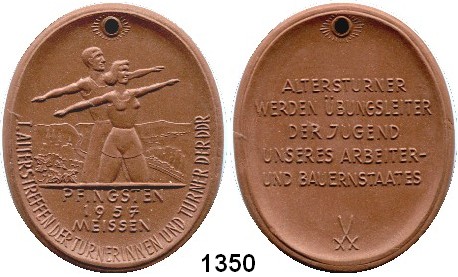 I. ALTERSTREFFEN DER TURNERINNEN UND TURNER DER DDR
PFINGSTEN
1957
MEISSEN
ALTERSTURNER
WERDEN ÜBUNGSLEITER
DER JUGEND
UNSERES ARBEITER-
UND BAUERNSTAATES
1350